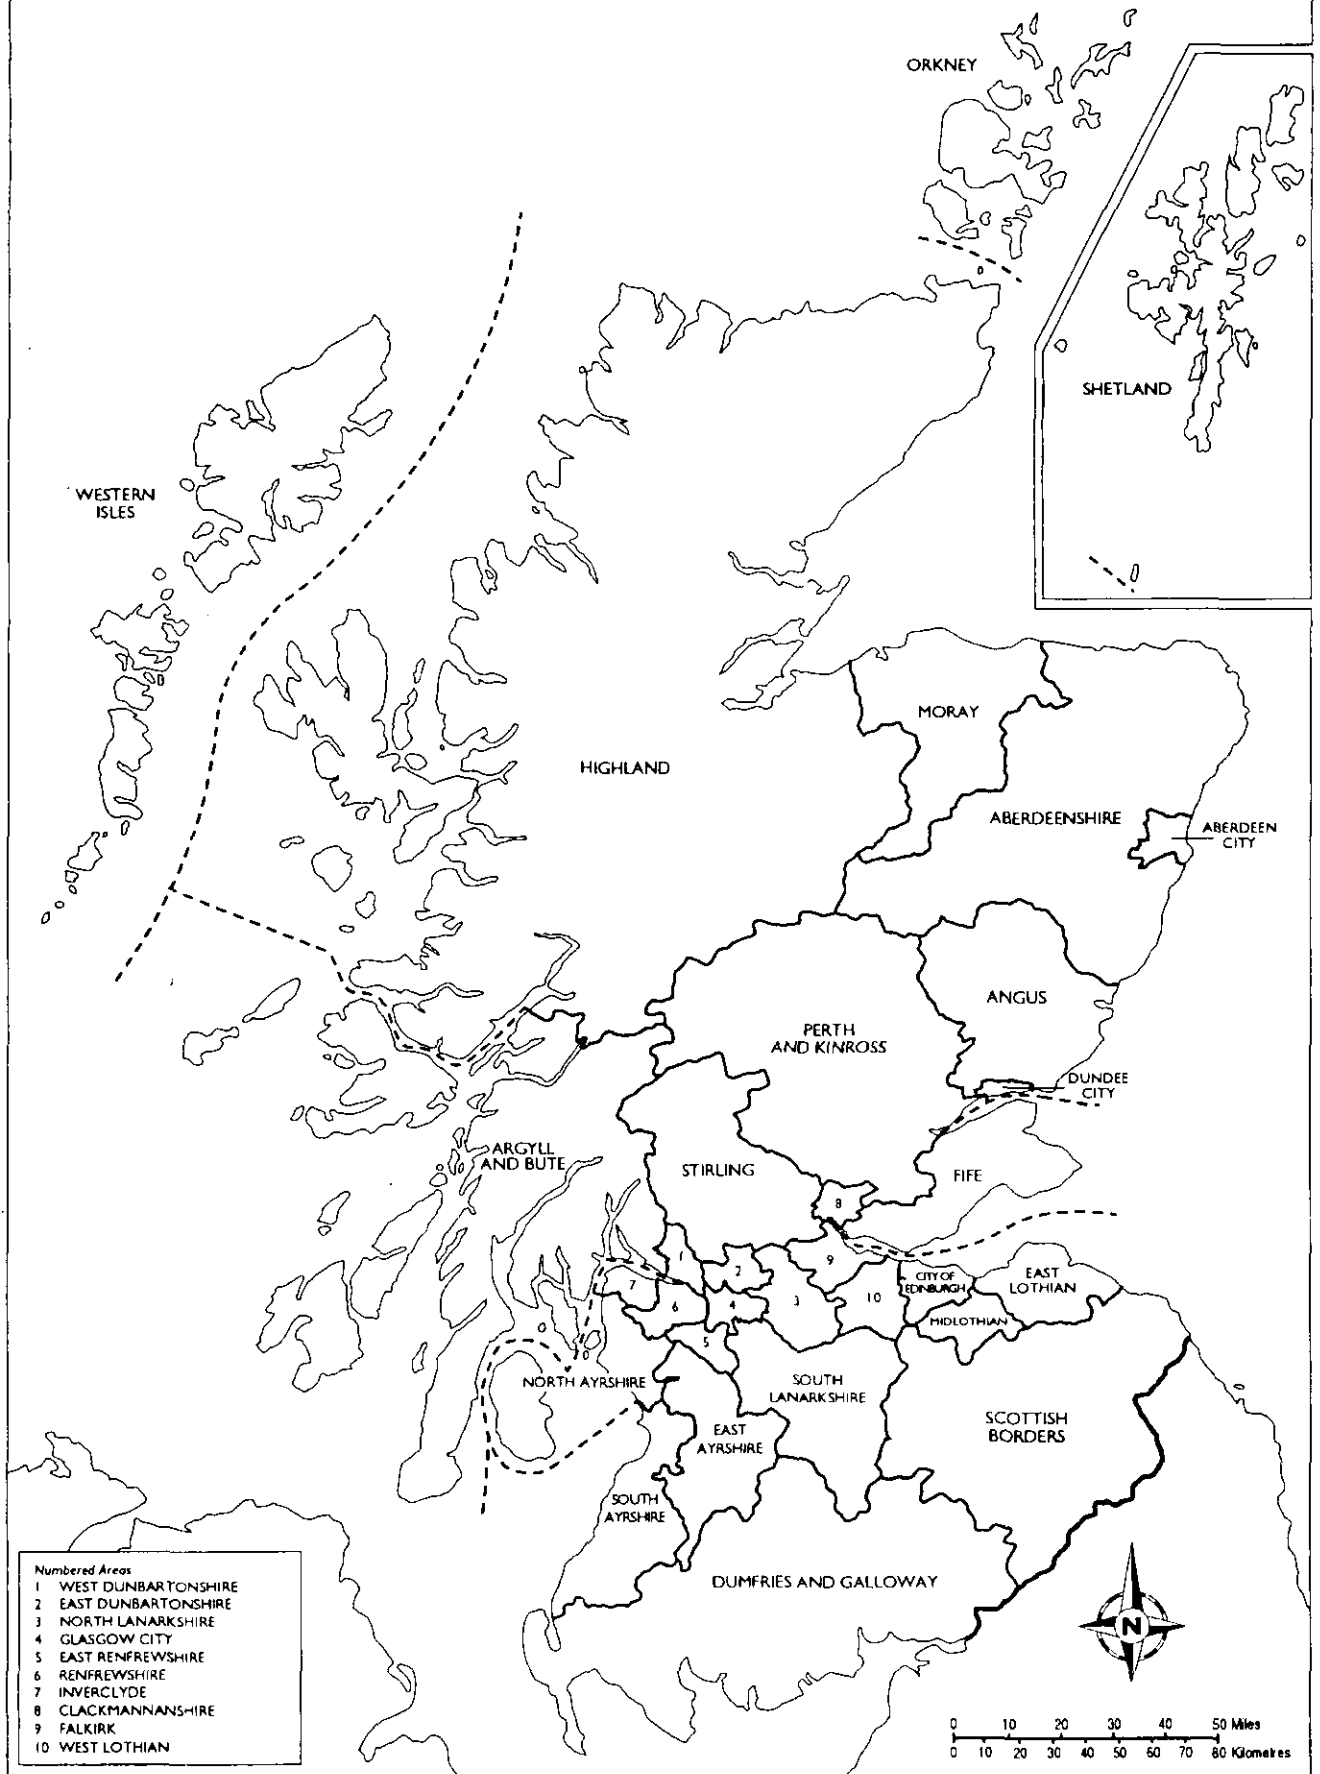 ORKNEY
SHETLAND
WESTERN
ISLES
MORAY
HIGHLAND
ABERDEENSHIRE
ABERDEEN
CITY
ANGUS
PERTH
AND KINROSS
DUNDEE
CITY
ARGYLL
AND BUTE
STIRLING
FIFE
8
1
2
9
7
6
4
3
10
5
CITY OF
EDINBURGH
EAST
LOTHIAN
MIDLOTHIAN
NORTH AYRSHIRE
SOUTH
LANARKSHIRE
EAST
AYRSHIRE
SCOTTISH
BORDERS
SOUTH
AYRSHIRE
DUMFRIES AND GALLOWAY
Numbered Areas
1 WEST DUNBARTONSHIRE
2 EAST DUNBARTONSHIRE
3 NORTH LANARKSHIRE
4 GLASGOW CITY
5 EAST RENFREWSHIRE
6 RENFREWSHIRE
7 INVERCLYDE
8 CLACKMANNANSHIRE
9 FALKIRK
10 WEST LOTHIAN
N
0 10 20 30 40 50 Miles
0 10 20 30 40 50 60 70 80 Kilometres